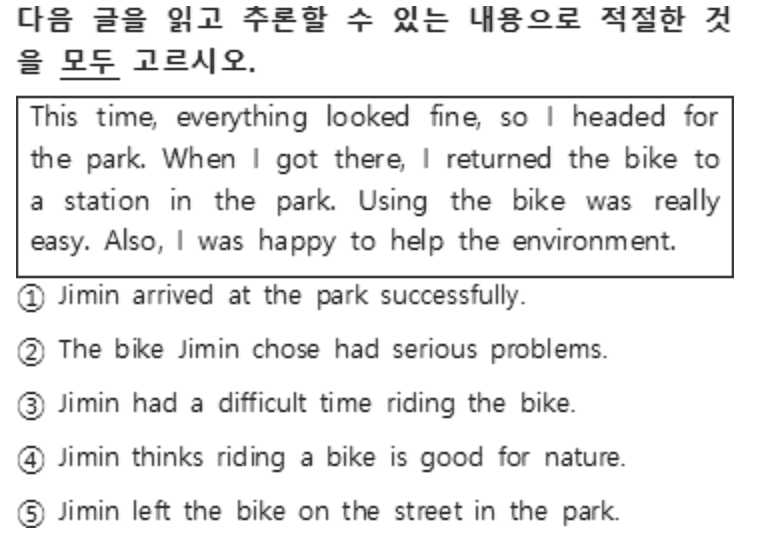 다음 글을 읽고 추론할 수 있는 내용으로 적절한 것
을 모두 고르시오.
This time, everything looked fine, so I headed for
the park. When I got there, I returned the bike to
a station in the park. Using the bike was really
easy. Also, I was happy to help the environment.
① Jimin arrived at the park successfully.
② The bike Jimin chose had serious problems.
③ Jimin had a difficult time riding the bike.
④ Jimin thinks riding a bike is good for nature.
⑤ Jimin left the bike on the street in the park.